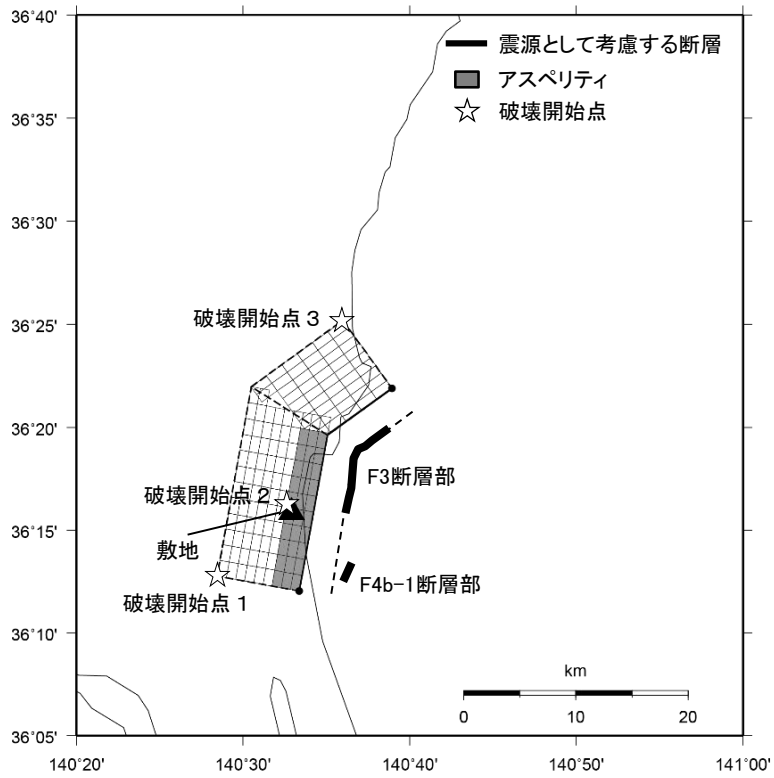 36˚40'
36˚35'
36˚30'
36˚25'
36˚20'
36˚15'
36˚10'
36˚05'
震源として考慮する断層
アスペリティ
破壊開始点
破壊開始点３
破壊開始点２
敷地
破壊開始点１
F3断層部
F4b-1断層部
km
0 10 20
140˚20' 140˚30' 140˚40' 140˚50' 141˚00'